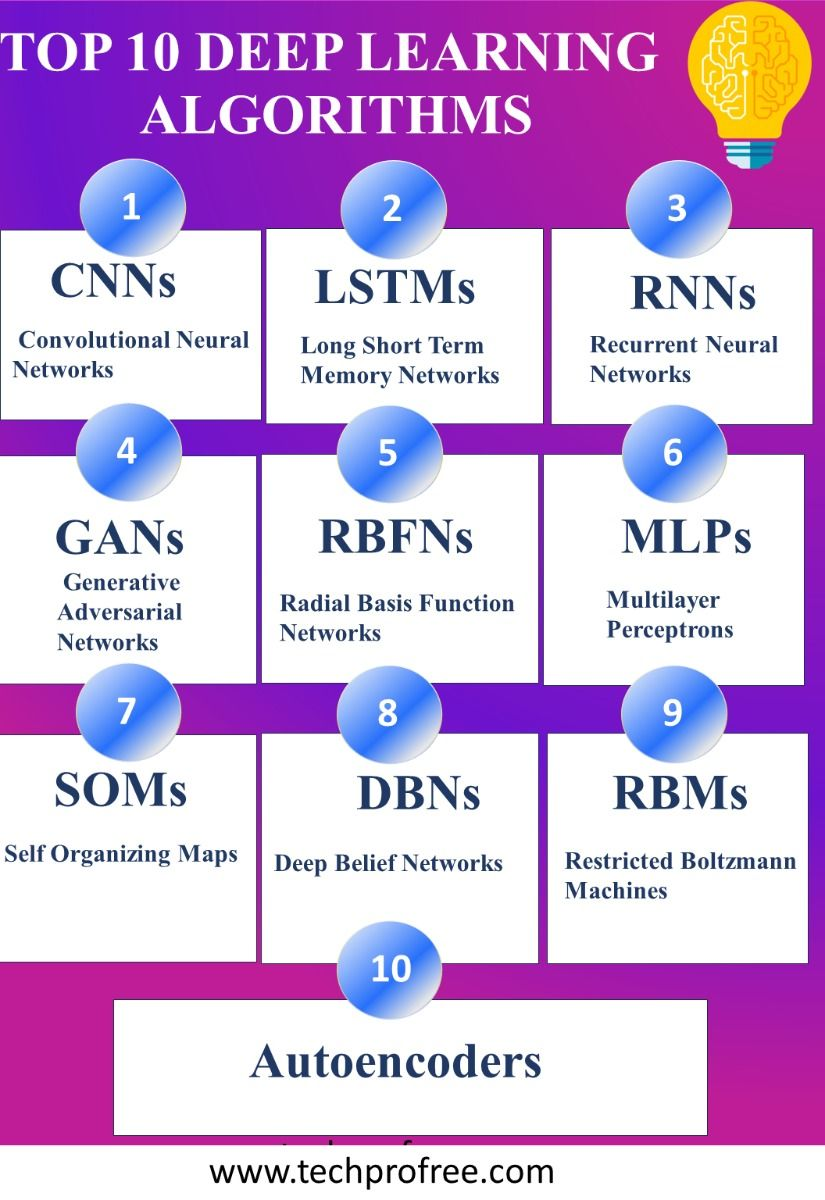 TOP 10 DEEP LEARNING
ALGORITHMS
1
CNNs
Convolutional Neural
Networks
2
LSTMs
Long Short Term
Memory Networks
3
RNNs
Recurrent Neural
Networks
4
GANs
Generative
Adversarial
Networks
5
RBFNs
Radial Basis Function
Networks
6
MLPs
Multilayer
Perceptrons
7
SOMs
Self Organizing Maps
8
DBNs
Deep Belief Networks
9
RBMs
Restricted Boltzmann
Machines
10
Autoencoders
www.techprofree.com